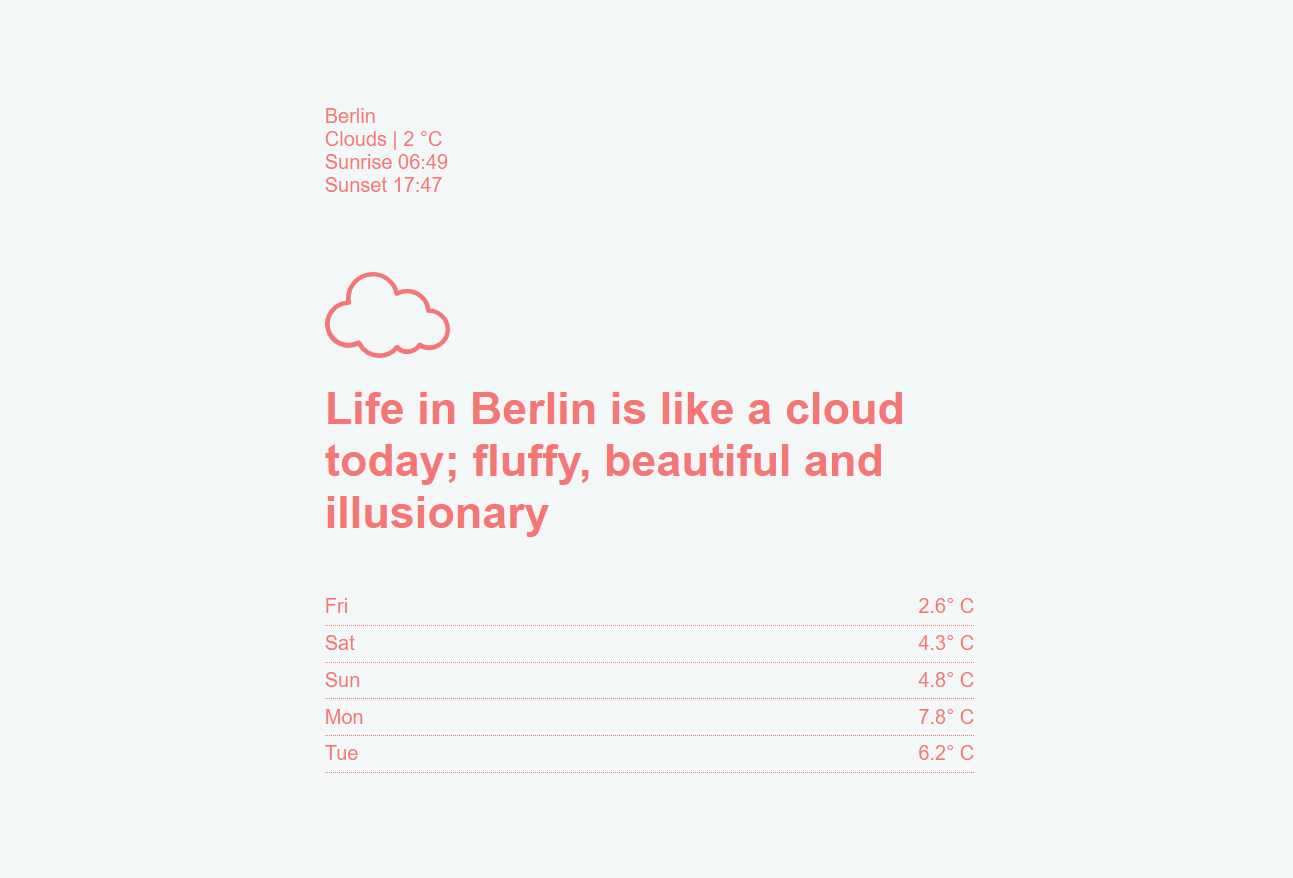 Berlin
Clouds | 2 °C
Sunrise 06:49
Sunset 17:47
Life in Berlin is like a cloud
today; fluffy, beautiful and
illusionary
Fri 2.6° C
Sat 4.3° C
Sun 4.8° C
Mon 7.8° C
Tue 6.2° C